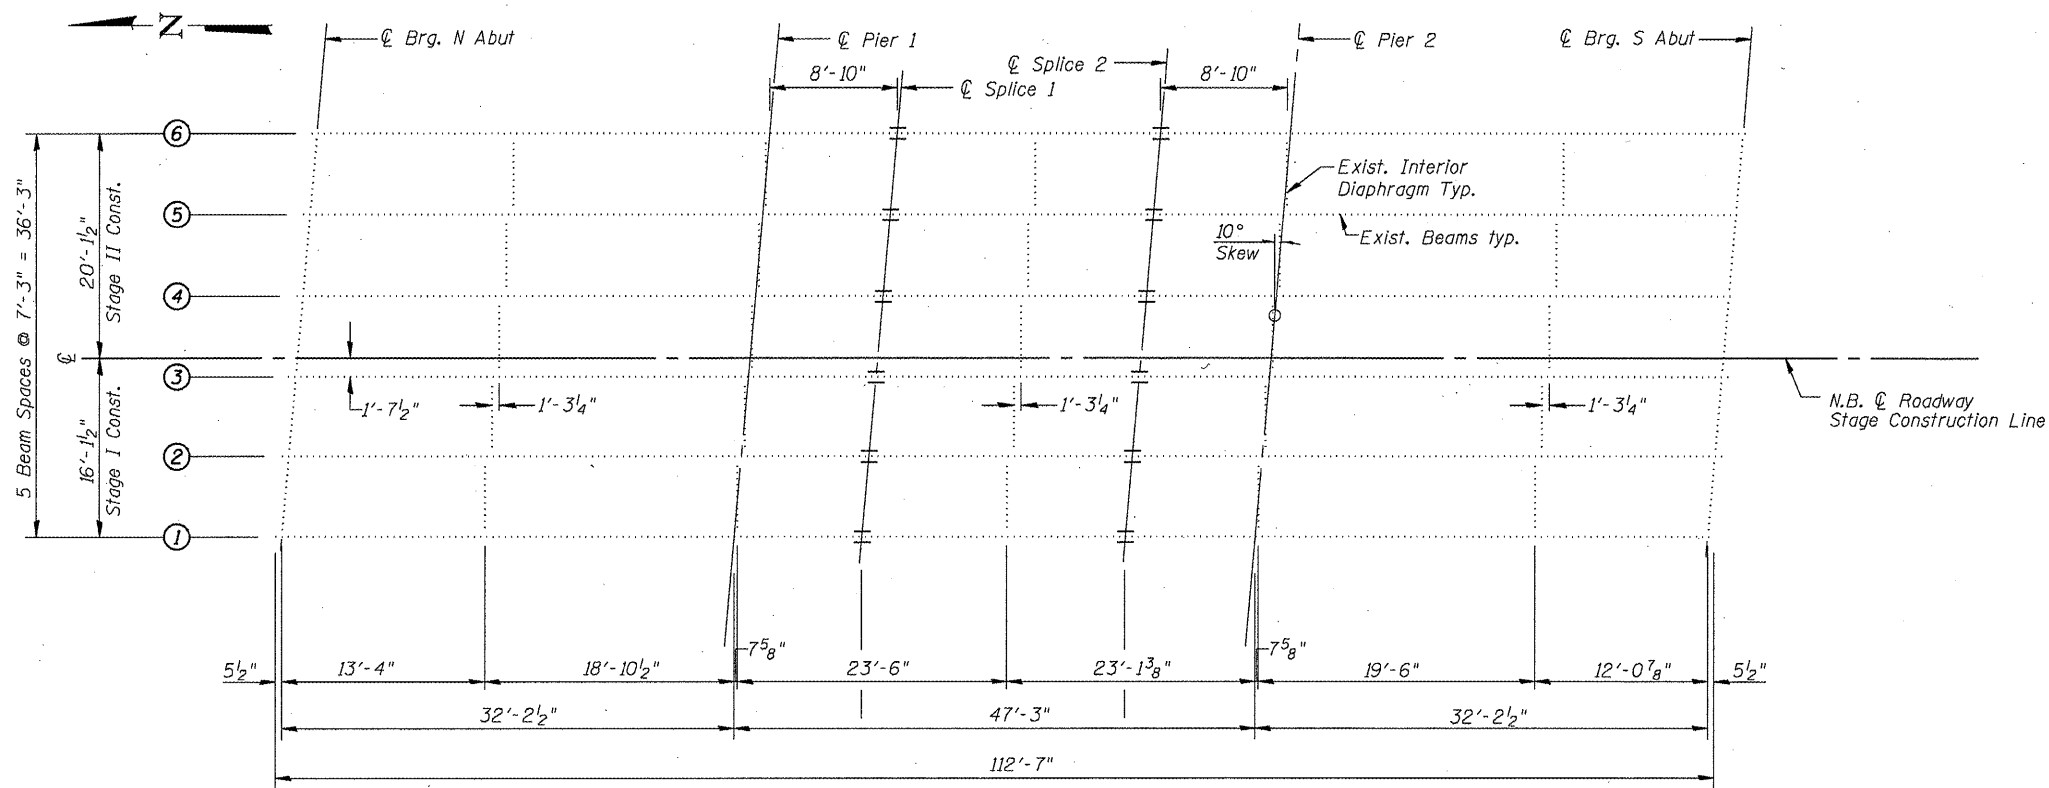 N
℄ Brg. N Abut
℄ Pier 1
℄ Splice 2
℄ Splice 1
℄ Pier 2
℄ Brg. S Abut
8'-10"
8'-10"
6
5
4
3
2
1
5 Beam Spaces @ 7'-3" = 36'-3"
20'-1½"
Stage II Const.
16'-1½"
Stage I Const.
℄
Exist. Interior
Diaphragm Typ.
Exist. Beams typ.
10°
Skew
1'-7½"
1'-3¼"
1'-3¼"
1'-3¼"
N.B. ℄ Roadway
Stage Construction Line
5½"
13'-4"
18'-10½"
7⅝"
23'-6"
23'-1⅜"
7⅝"
19'-6"
12'-0⅞"
5½"
32'-2½"
47'-3"
32'-2½"
112'-7"